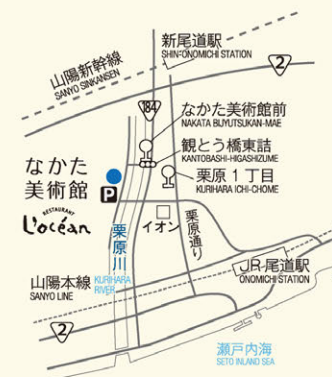 新尾道駅
SHIN-ONOMICHI STATION
山陽新幹線
SANYO SINKANSEN
2
184
なかた美術館前
NAKATA BIJYUTSUKAN-MAE
観とう橋東詰
KANTOBASHI-HIGASHIZUME
栗原1丁目
KURIHARA ICHI-CHOME
なかた
美術館
P
RESTAURANT
L'océan
イオン
栗原通り
栗原川
KURIHARA
RIVER
山陽本線
SANYO LINE
JR尾道駅
ONOMICHI STATION
2
瀬戸内海
SETO INLAND SEA